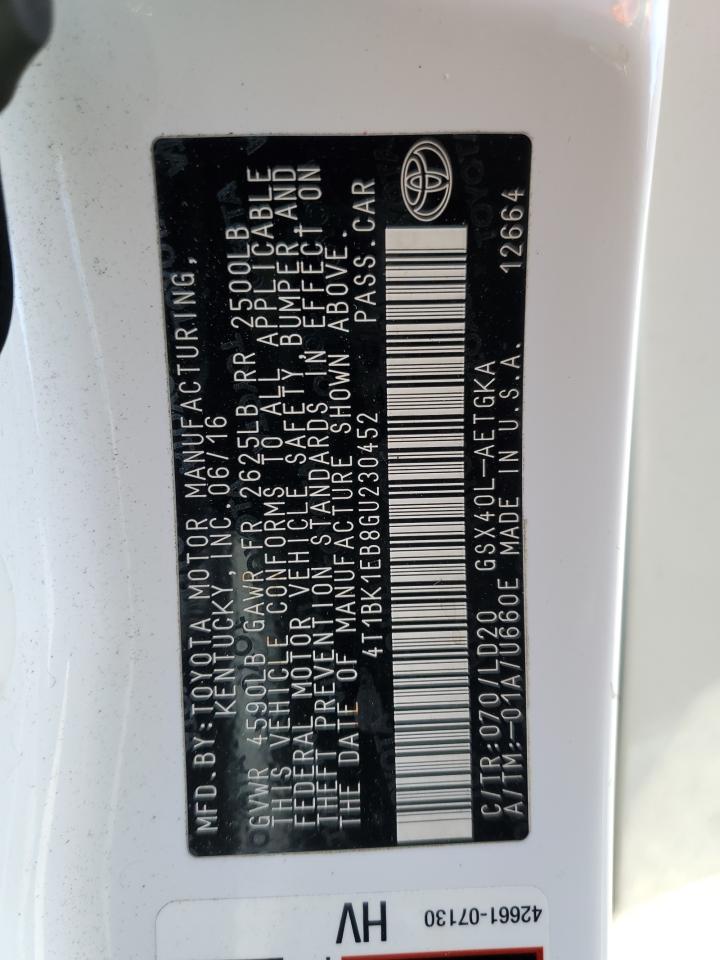 MFD.BY:TOYOTA MOTOR MANUFACTURING,
KENTUCKY,INC.06/16
GVWR 4590LB GAWR FR 2625LB RR 2500LB
THIS VEHICLE CONFORMS TO ALL APPLICABLE
FEDERAL MOTOR VEHICLE SAFETY,BUMPER,AND
THEFT PREVENTION STANDARDS IN EFFECT ON
THE DATE OF MANUFACTURE SHOWN ABOVE.
4T1BK1EB8GU230452 PASS.CAR
C/TR:070/LD20 GSX40L-AETGKA
A/TM:-01A/U660E MADE IN U.S.A. 12664
42661-07130
HV